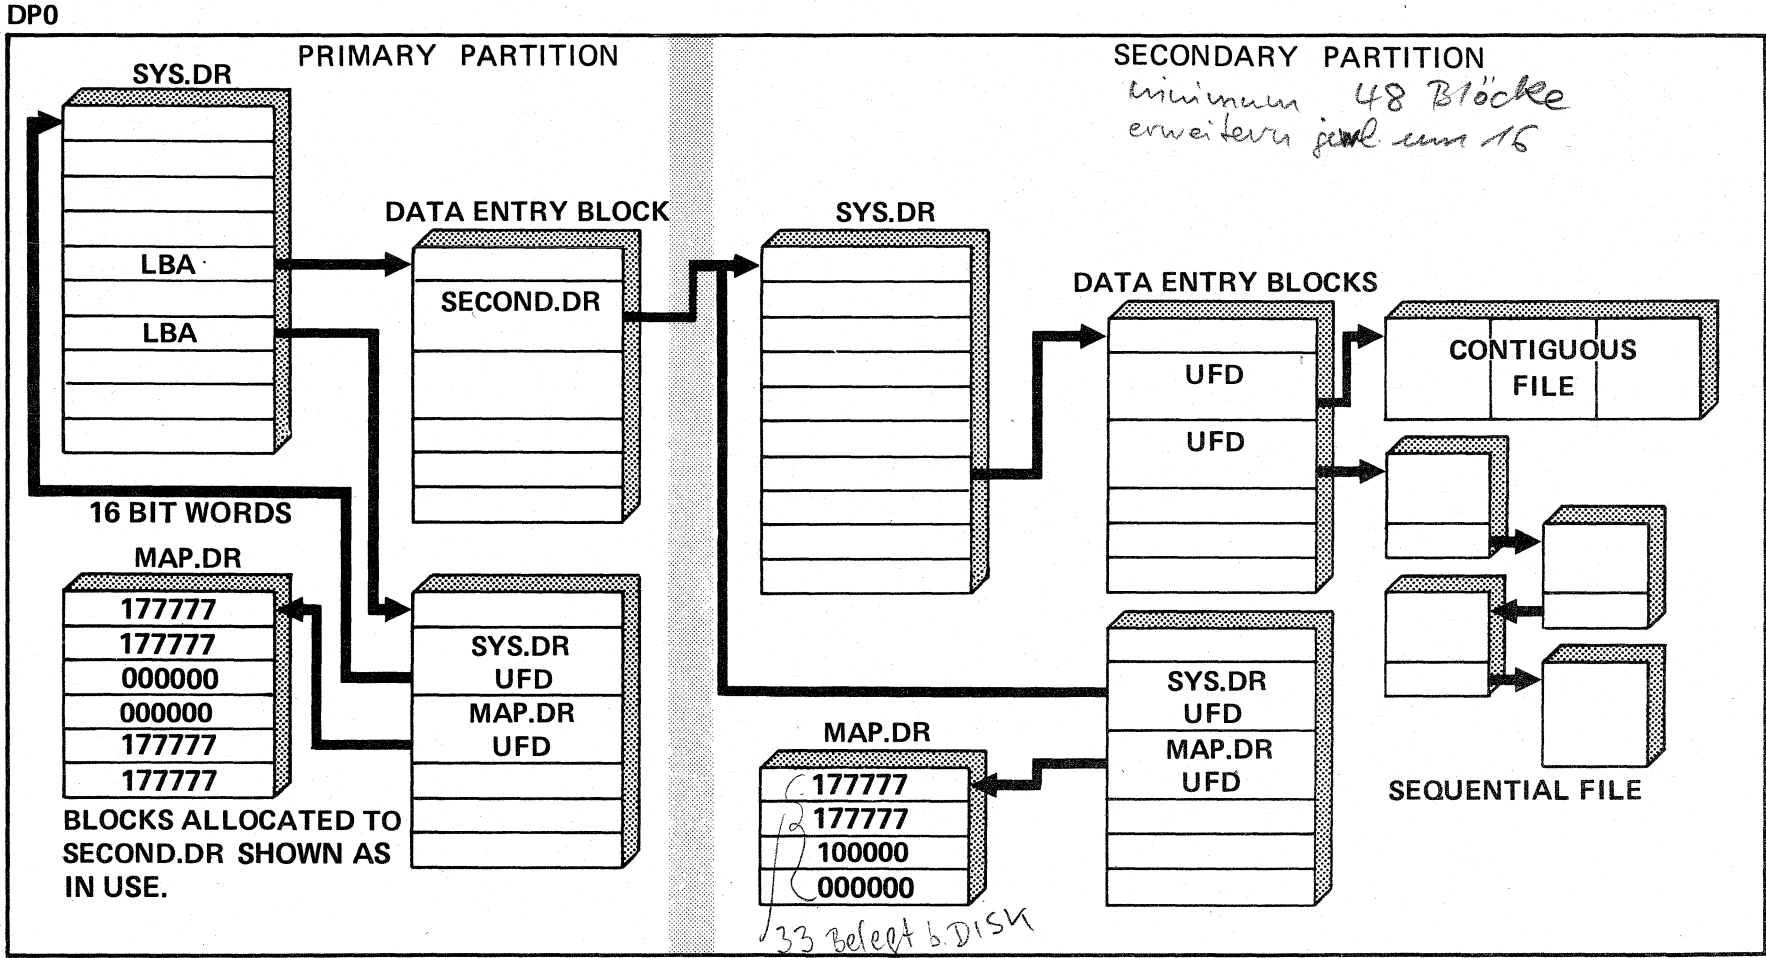 DP0
PRIMARY PARTITION
SYS.DR
LBA
LBA
DATA ENTRY BLOCK
SECOND.DR
16 BIT WORDS
MAP.DR
177777
177777
000000
000000
177777
177777
BLOCKS ALLOCATED TO
SECOND.DR SHOWN AS
IN USE.
SYS.DR
UFD
MAP.DR
UFD
SECONDARY PARTITION
minimum 48 Blöcke
erweitern um 16
SYS.DR
DATA ENTRY BLOCKS
UFD
UFD
CONTIGUOUS
FILE
SYS.DR
UFD
MAP.DR
UFD
SEQUENTIAL FILE
MAP.DR
177777
177777
100000
000000
33 Belegt b. DISK